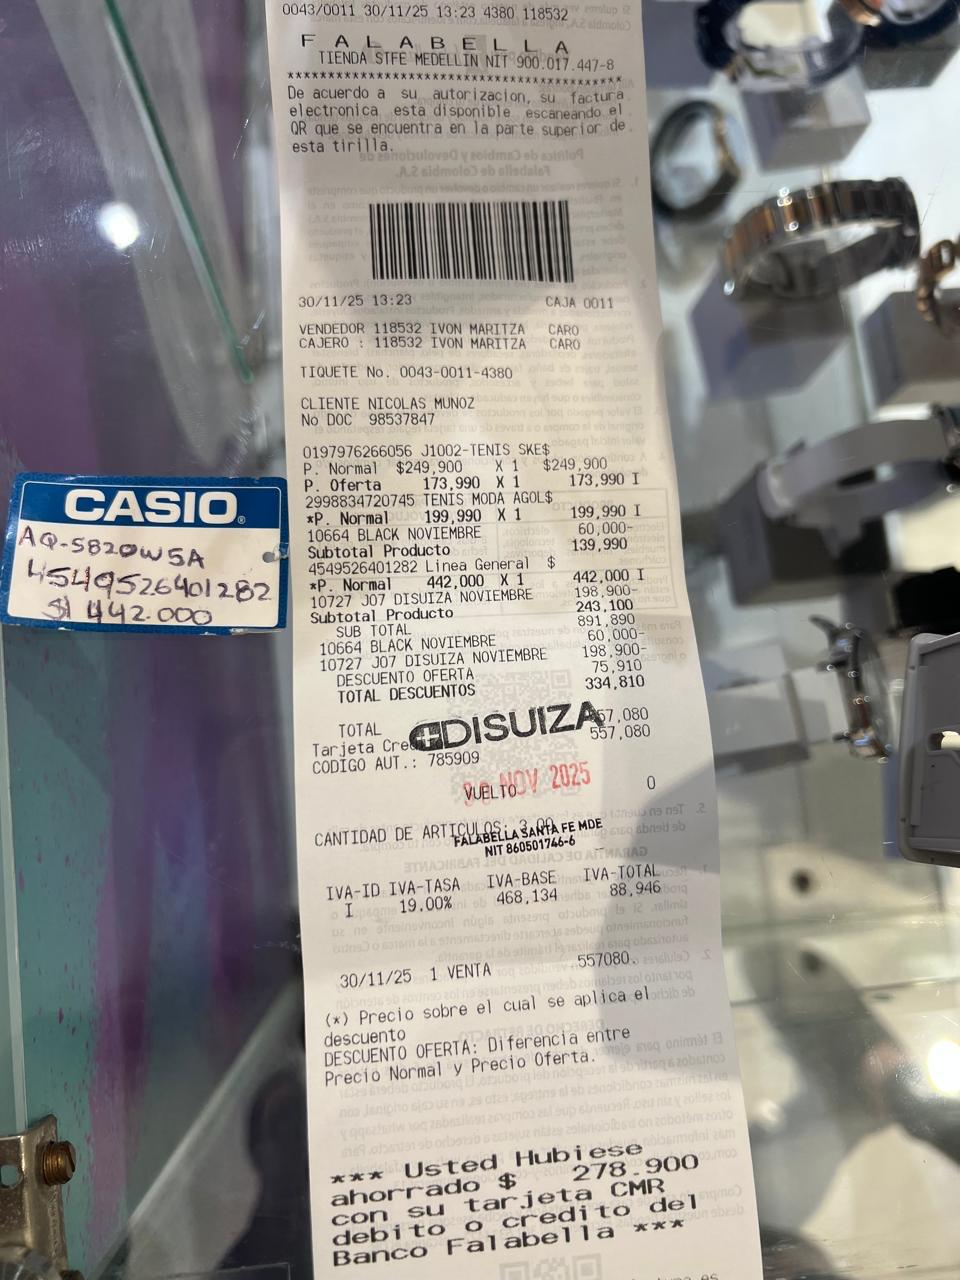 0043/0011 30/11/25 13:23 4380 118532
FALABELLA
TIENDA STFE MEDELLIN NIT 900.017.447-8
**********************************************
De acuerdo a su autorizacion, su factura
electronica esta disponible escaneando el
QR que se encuentra en la parte superior de
esta tirilla.
30/11/25 13:23 CAJA 0011
VENDEDOR 118532 IVON MARITZA CARO
CAJERO : 118532 IVON MARITZA CARO
TIQUETE No. 0043-0011-4380
CLIENTE NICOLAS MUNOZ
No DOC 98537847
0197976266056 J1002-TENIS SKE$
P. Normal $249,900 X 1 $249,900
P. Oferta 173,990 X 1 173,990 I
2998834720745 TENIS MODA AGOL$
*P. Normal 199,990 X 1 199,990 I
10664 BLACK NOVIEMBRE 60,000-
Subtotal Producto 139,990
4549526401282 Linea General $
*P. Normal 442,000 X 1 442,000 I
10727 J07 DISUIZA NOVIEMBRE 198,900-
Subtotal Producto 243,100
SUB TOTAL 891,890
10664 BLACK NOVIEMBRE 60,000-
10727 J07 DISUIZA NOVIEMBRE 198,900-
DESCUENTO OFERTA 75,910
TOTAL DESCUENTOS 334,810
TOTAL 57,080
Tarjeta Cre 557,080
DISUIZA
CODIGO AUT.: 785909
30 NOV 2025
VUELTO 0
CANTIDAD DE ARTICULOS: 3.00
FALABELLA SANTA FE MDE
NIT 860501746-6
IVA-ID IVA-TASA IVA-BASE IVA-TOTAL
I 19.00% 468,134 88,946
30/11/25 1 VENTA 557080.
(*) Precio sobre el cual se aplica el
descuento
DESCUENTO OFERTA: Diferencia entre
Precio Normal y Precio Oferta.
*** Usted Hubiese
ahorrado $ 278.900
con su tarjeta CMR
debito o credito del
Banco Falabella ***
CASIO
AQ-S820WSA
4549526401282
$442.000